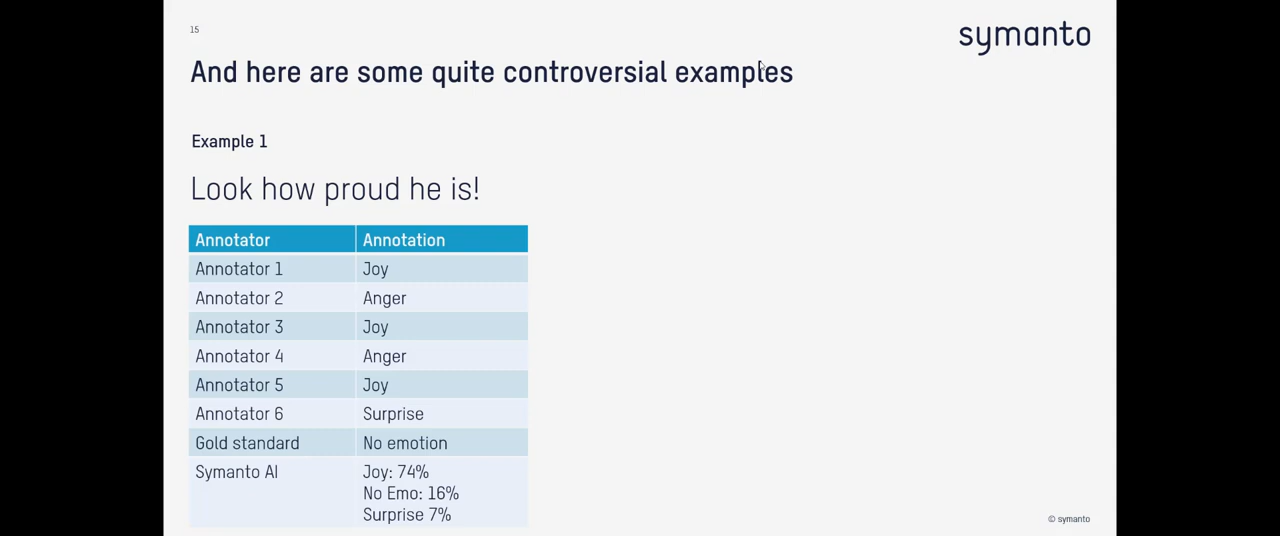 15
symanto
And here are some quite controversial examples
Example 1
Look how proud he is!
Annotator Annotation
Annotator 1 Joy
Annotator 2 Anger
Annotator 3 Joy
Annotator 4 Anger
Annotator 5 Joy
Annotator 6 Surprise
Gold standard No emotion
Symanto AI Joy: 74%
No Emo: 16%
Surprise 7%
© symanto